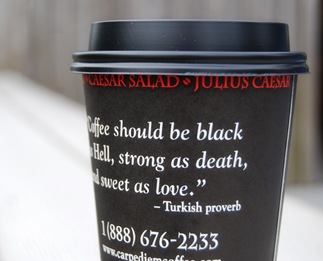 CAESAR SALAD • JULIUS CAESAR
Coffee should be black
Hell, strong as death,
sweet as love.”
– Turkish proverb
1(888) 676-2233
www.carpediemcoffee.com